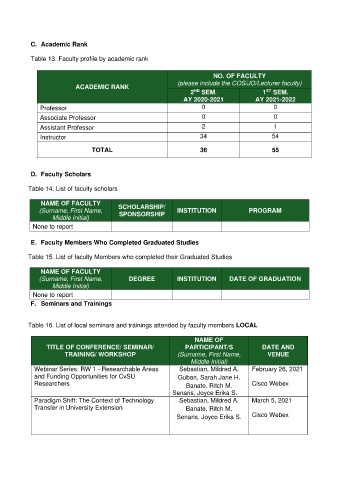 C. Academic Rank
Table 13. Faculty profile by academic rank
ACADEMIC RANK
NO. OF FACULTY
(please include the COS/JO/Lecturer faculty)
2ND SEM. AY 2020-2021
1ST SEM. AY 2021-2022
Professor 0 0
Associate Professor 0 0
Assistant Professor 2 1
Instructor 34 54
TOTAL 36 55
D. Faculty Scholars
Table 14. List of faculty scholars
NAME OF FACULTY
(Surname, First Name,
Middle Initial)
SCHOLARSHIP/
SPONSORSHIP
INSTITUTION
PROGRAM
None to report
E. Faculty Members Who Completed Graduated Studies
Table 15. List of faculty Members who completed their Graduated Studies
NAME OF FACULTY
(Surname, First Name,
Middle Initial)
DEGREE
INSTITUTION
DATE OF GRADUATION
None to report
F. Seminars and Trainings
Table 16. List of local seminars and trainings attended by faculty members LOCAL
TITLE OF CONFERENCE/ SEMINAR/
TRAINING/ WORKSHOP
NAME OF
PARTICIPANT/S
(Surname, First Name,
Middle Initial)
DATE AND
VENUE
Webinar Series: RW 1 - Researchable Areas
and Funding Opportunities for CvSU
Researchers
Sebastian, Mildred A.
Guban, Sarah Jane H.
Banate, Ritch M.
Senaris, Joyce Erika S.
February 26, 2021
Cisco Webex
Paradigm Shift: The Context of Technology
Transfer in University Extension
Sebastian, Mildred A.
Banate, Ritch M.
Senaris, Joyce Erika S.
March 5, 2021
Cisco Webex